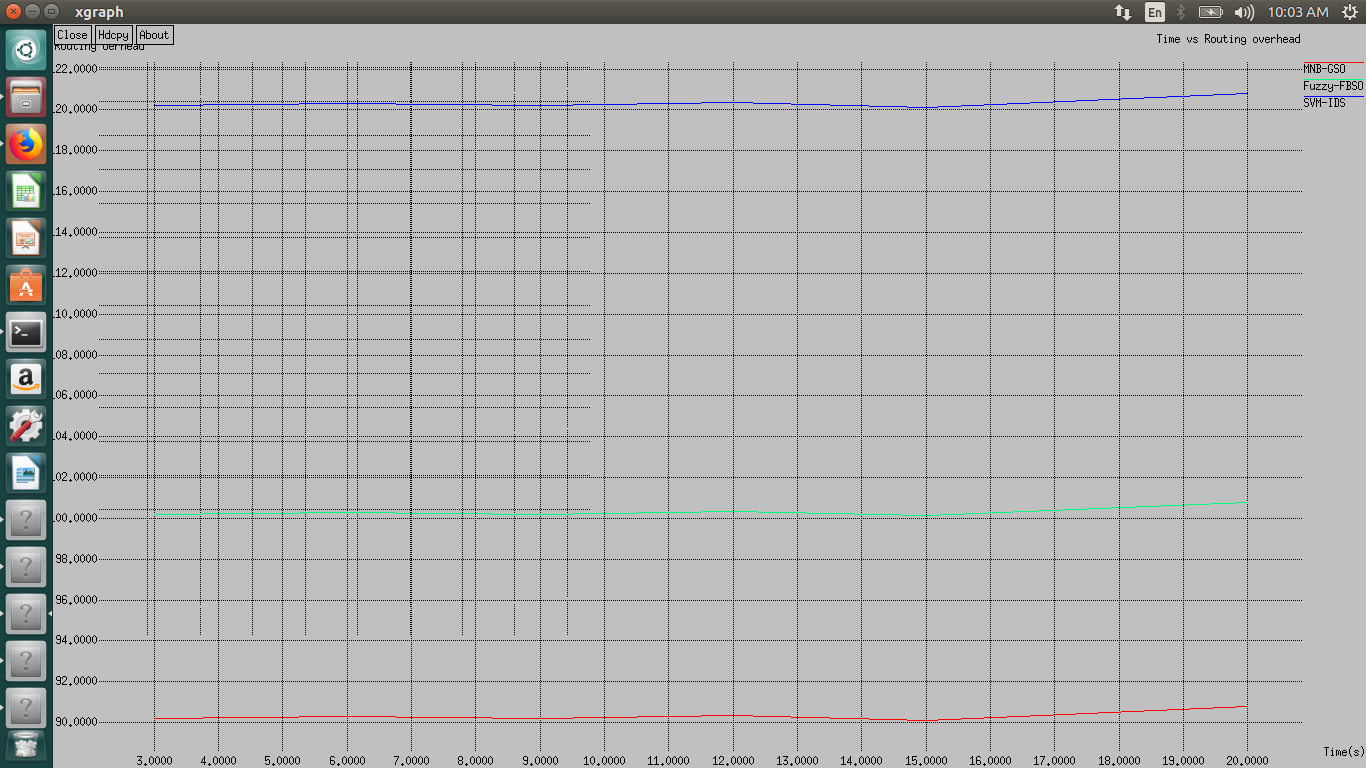 xgraph
En
10:03 AM
Close Hdcpy About
Routing overhead
Time vs Routing overhead
MNB-GSO
Fuzzy-FBSO
SVM-IDS
22.0000
20.0000
18.0000
16.0000
14.0000
12.0000
10.0000
08.0000
06.0000
04.0000
02.0000
00.0000
98.0000
96.0000
94.0000
92.0000
90.0000
Time(s)
3.0000 4.0000 5.0000 6.0000 7.0000 8.0000 9.0000 10.0000 11.0000 12.0000 13.0000 14.0000 15.0000 16.0000 17.0000 18.0000 19.0000 20.0000